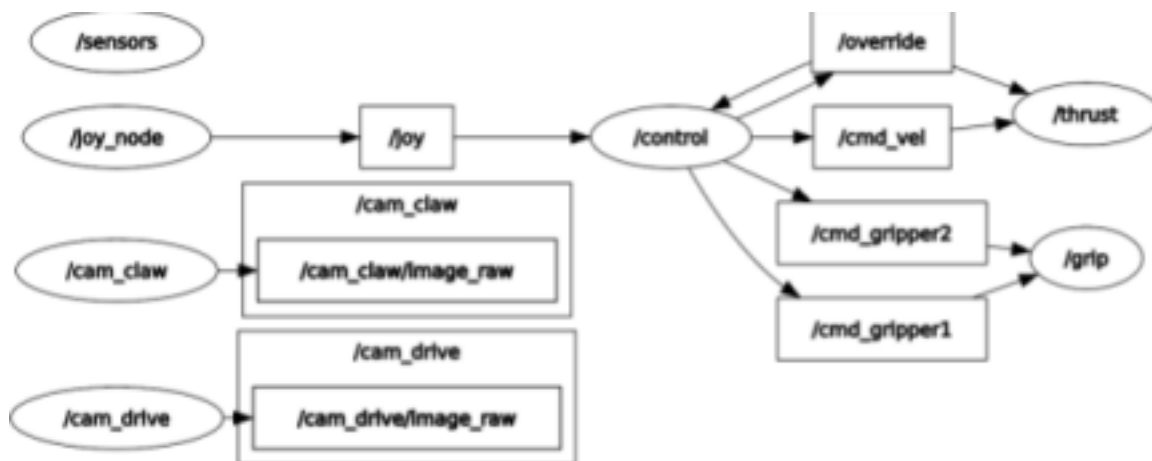 /sensors
/override
/joy_node
/joy
/control
/cmd_vel
/thrust
/cam_claw
/cam_claw
/cam_claw/image_raw
/cmd_gripper2
/grip
/cmd_gripper1
/cam_drive
/cam_drive
/cam_drive/image_raw